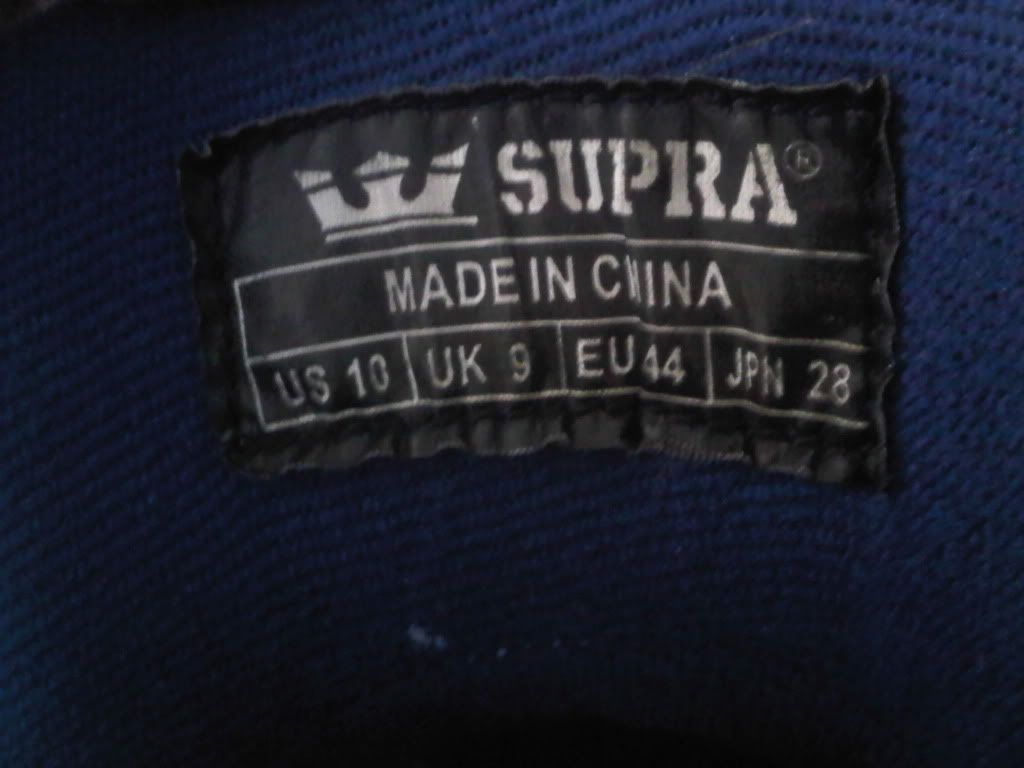 SUPRA®
MADE IN CHINA
US 10 UK 9 EU 44 JPN 28